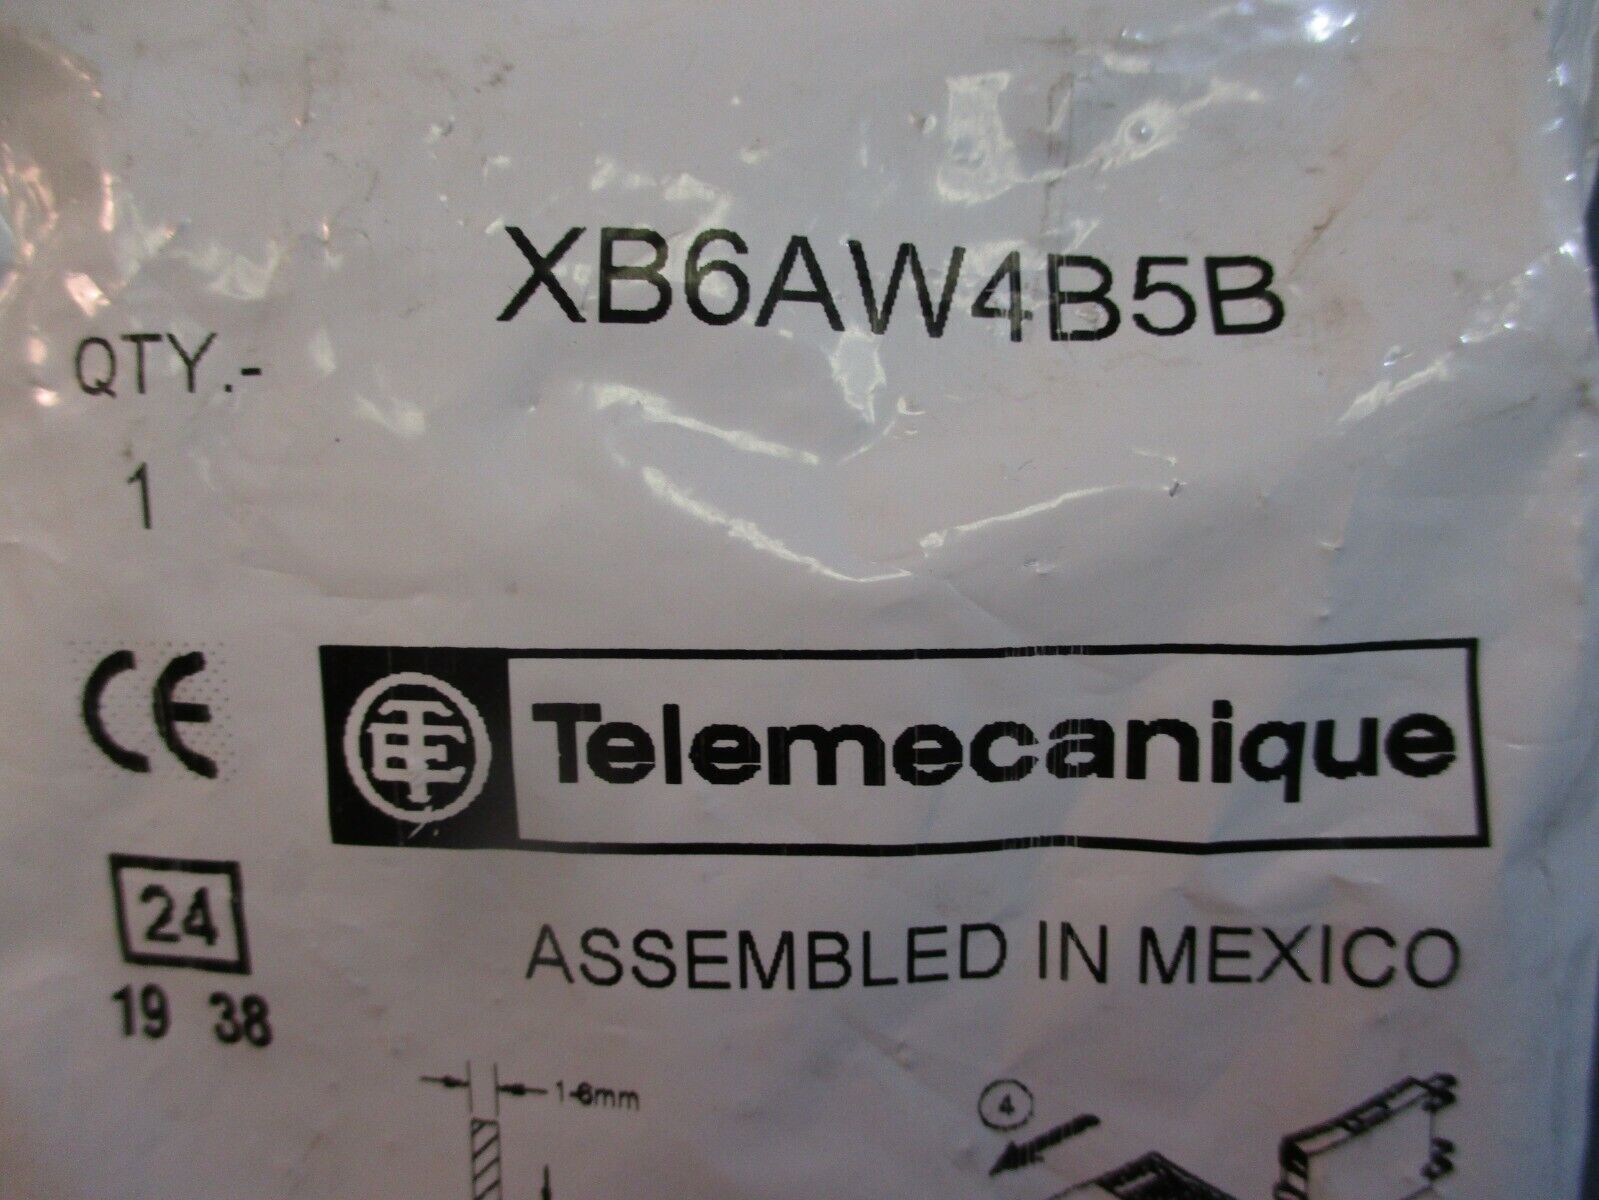 XB6AW4B5B
QTY.-
1
CE
Telemecanique
24
19 38
ASSEMBLED IN MEXICO
1-6mm
4